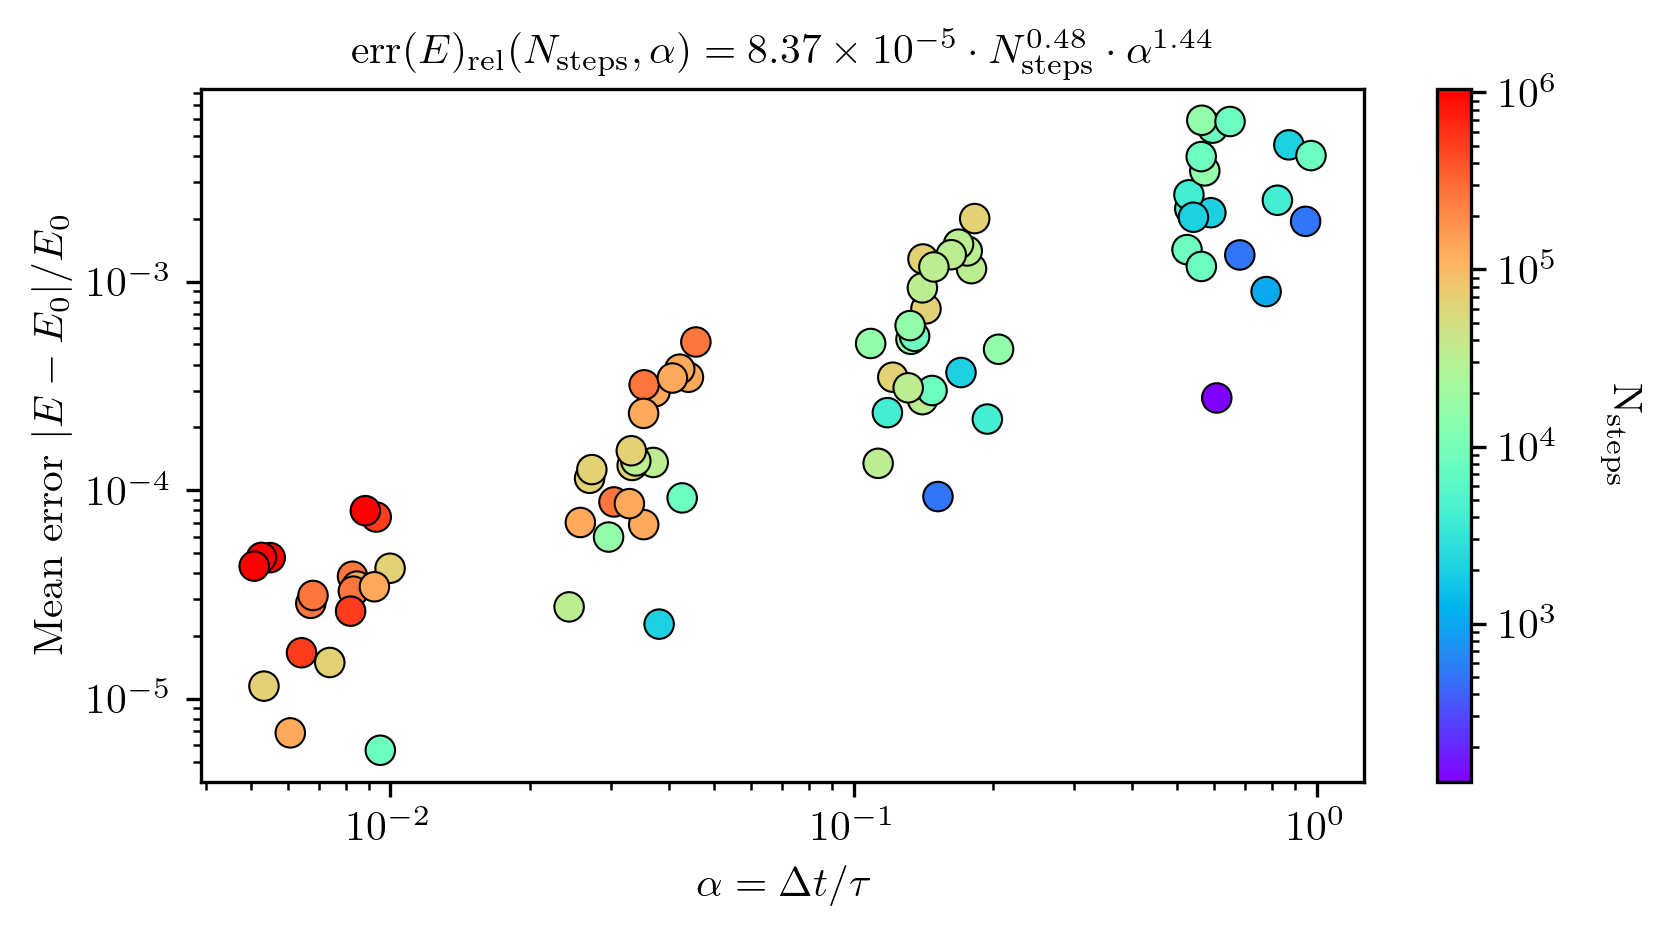 err(E)_rel(N_steps, α) = 8.37 × 10^−5 · N_steps^0.48 · α^1.44
Mean error |E − E_0|/E_0
10^−3
10^−4
10^−5
10^−2
10^−1
10^0
α = Δt/τ
10^6
10^5
10^4
10^3
N_steps